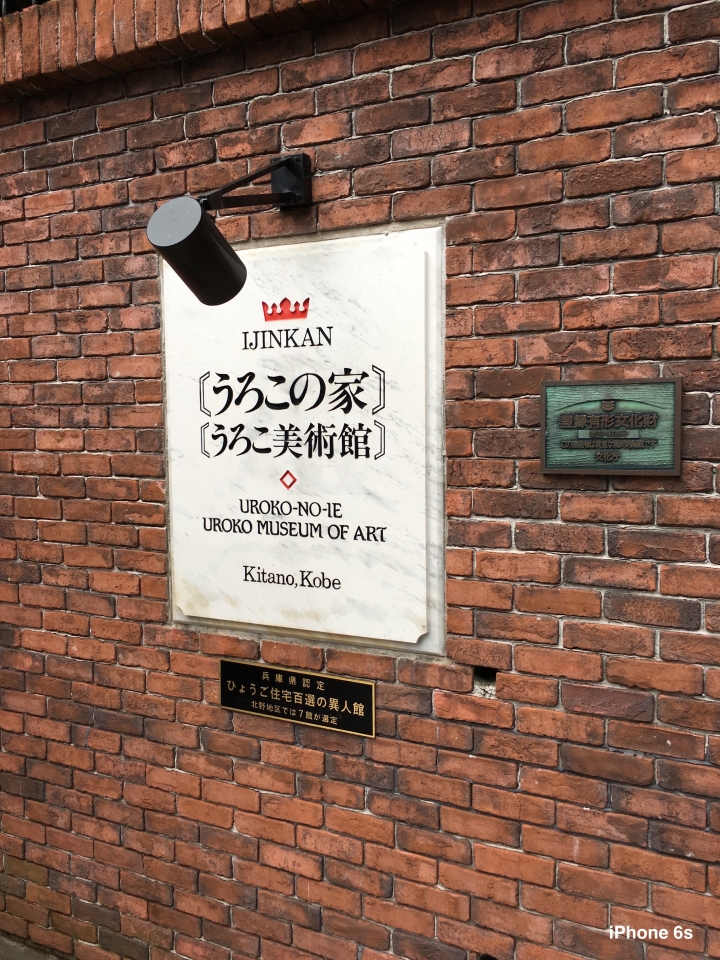 IJINKAN
〔うろこの家〕
〔うろこ美術館〕
UROKO-NO-IE
UROKO MUSEUM OF ART
Kitano, Kobe
登録有形文化財
文化庁
兵庫県認定
ひょうご住宅百選の異人館
北野地区では7館が選定
iPhone 6s